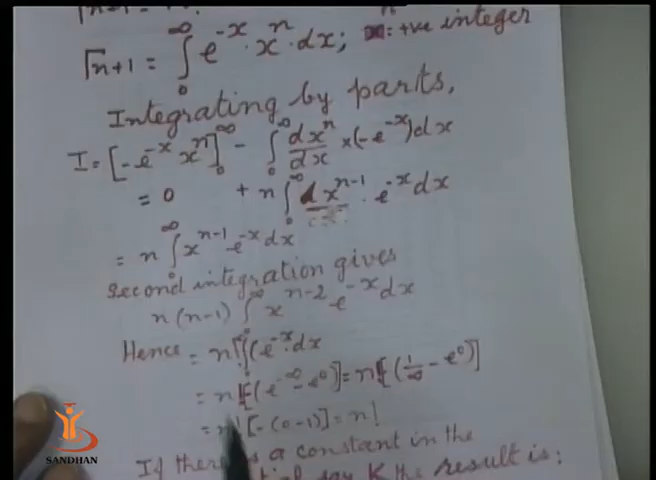 Γn+1 = ∫₀^∞ e^-x · x^n · dx; n: +ve integer
Integrating by parts,
I = [-e^-x x^n]₀^∞ - ∫₀^∞ dx^n/dx × (-e^-x) dx
= 0 + n ∫₀^∞ x^n-1 · e^-x dx
= n ∫₀^∞ x^n-1 e^-x dx
Second integration gives
n(n-1) ∫₀^∞ x^n-2 e^-x dx
Hence = n! ∫₀^∞ (e^-x dx
= n! [-(e^-∞ - e^0)] = n! [-(1/∞ - e^0)]
= n! [-(0-1)] = n!
If there is a constant in the
say K the result is:
SANDHAN